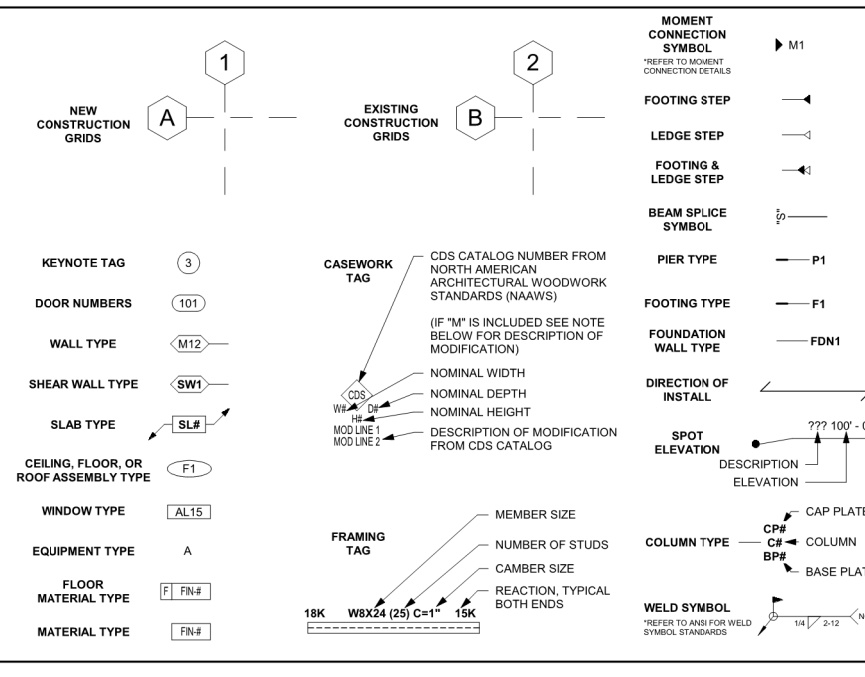 NEW
CONSTRUCTION
GRIDS
1
A
EXISTING
CONSTRUCTION
GRIDS
2
B
KEYNOTE TAG
3
DOOR NUMBERS
101
WALL TYPE
M12
SHEAR WALL TYPE
SW1
SLAB TYPE
SL#
CEILING, FLOOR, OR
ROOF ASSEMBLY TYPE
F1
WINDOW TYPE
AL15
EQUIPMENT TYPE
A
FLOOR
MATERIAL TYPE
F FIN-#
MATERIAL TYPE
FIN-#
CASEWORK
TAG
CDS CATALOG NUMBER FROM
NORTH AMERICAN
ARCHITECTURAL WOODWORK
STANDARDS (NAAWS)
(IF "M" IS INCLUDED SEE NOTE
BELOW FOR DESCRIPTION OF
MODIFICATION)
NOMINAL WIDTH
NOMINAL DEPTH
NOMINAL HEIGHT
DESCRIPTION OF MODIFICATION
FROM CDS CATALOG
CDS
W# D#
H#
MOD LINE 1
MOD LINE 2
FRAMING
TAG
MEMBER SIZE
NUMBER OF STUDS
CAMBER SIZE
REACTION, TYPICAL
BOTH ENDS
18K W8X24 (25) C=1" 15K
MOMENT
CONNECTION
SYMBOL
*REFER TO MOMENT
CONNECTION DETAILS
M1
FOOTING STEP
LEDGE STEP
FOOTING &
LEDGE STEP
BEAM SPLICE
SYMBOL
"S"
PIER TYPE
P1
FOOTING TYPE
F1
FOUNDATION
WALL TYPE
FDN1
DIRECTION OF
INSTALL
SPOT
ELEVATION
??? 100' - 0
DESCRIPTION
ELEVATION
COLUMN TYPE
CP#
C#
BP#
CAP PLATE
COLUMN
BASE PLAT
WELD SYMBOL
*REFER TO ANSI FOR WELD
SYMBOL STANDARDS
1/4 2-12